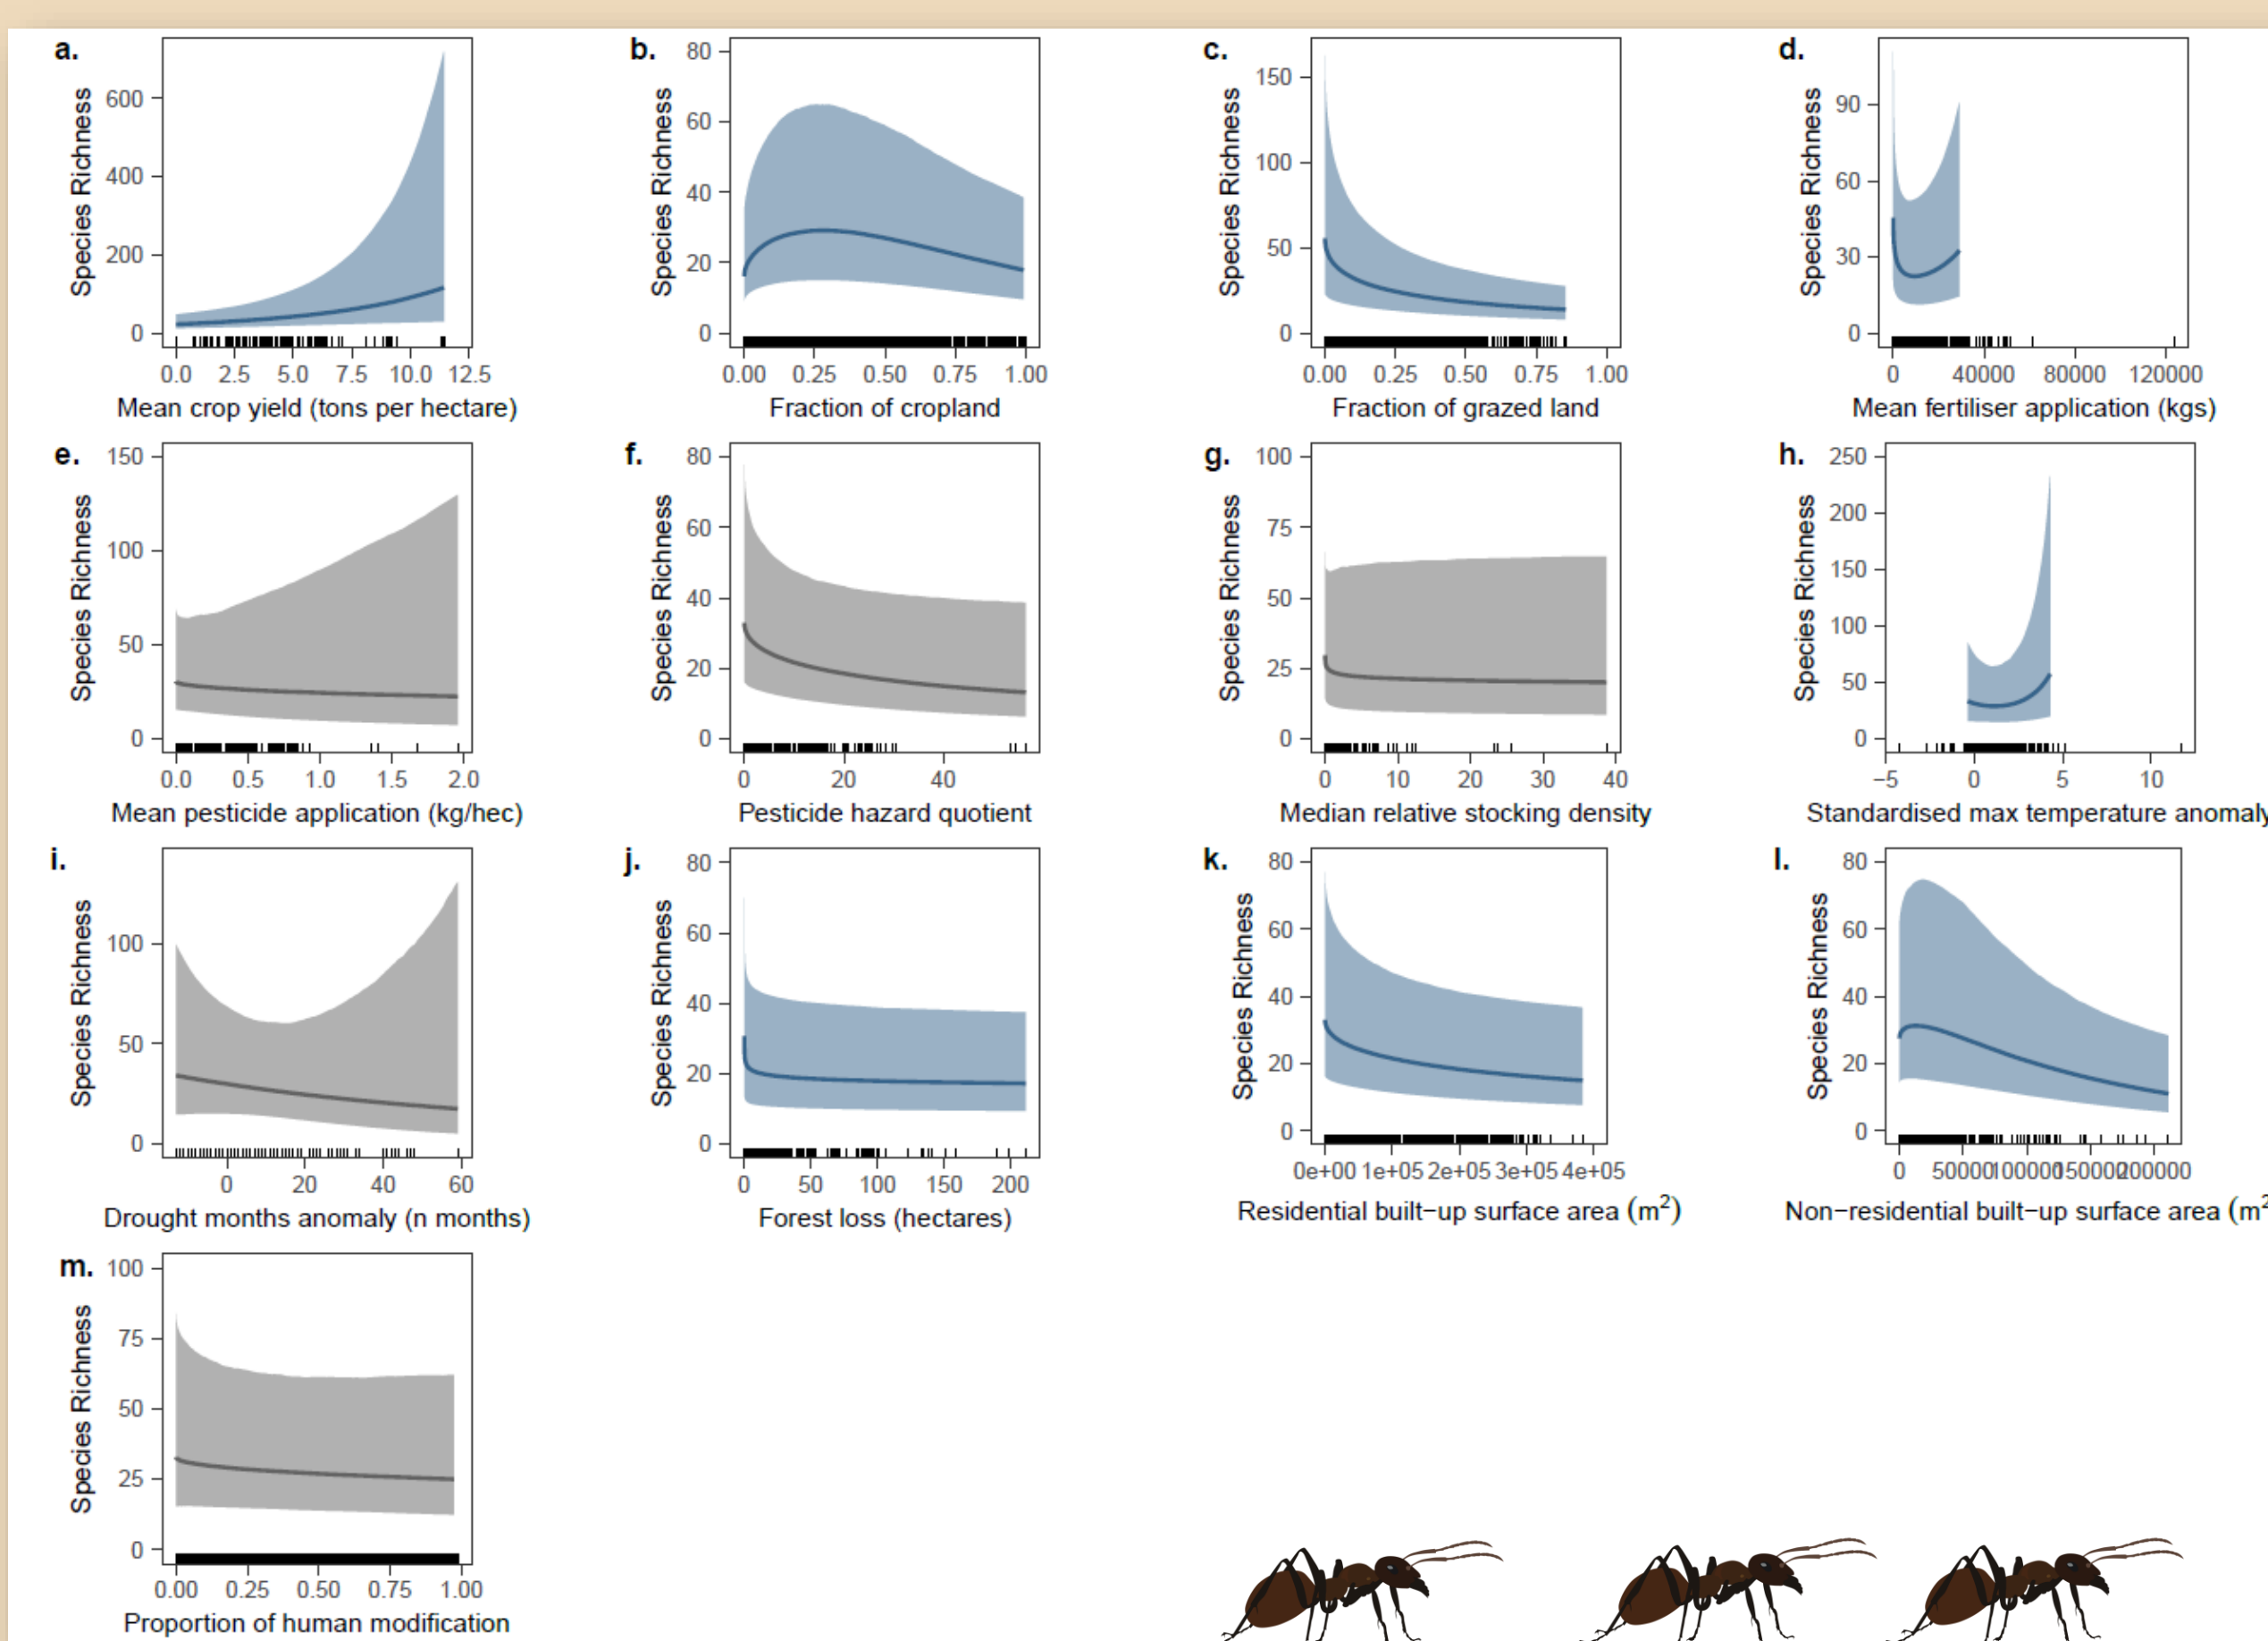 a.
Species Richness
600
400
200
0
0.0 2.5 5.0 7.5 10.0 12.5
Mean crop yield (tons per hectare)
b.
Species Richness
80
60
40
20
0
0.00 0.25 0.50 0.75 1.00
Fraction of cropland
c.
Species Richness
150
100
50
0
0.00 0.25 0.50 0.75 1.00
Fraction of grazed land
d.
Species Richness
90
60
30
0
0 40000 80000 120000
Mean fertiliser application (kgs)
e.
Species Richness
150
100
50
0
0.0 0.5 1.0 1.5 2.0
Mean pesticide application (kg/hec)
f.
Species Richness
80
60
40
20
0
0 20 40
Pesticide hazard quotient
g.
Species Richness
100
75
50
25
0
0 10 20 30 40
Median relative stocking density
h.
Species Richness
250
200
150
100
50
0
−5 0 5 10
Standardised max temperature anomaly
i.
Species Richness
100
50
0
0 20 40 60
Drought months anomaly (n months)
j.
Species Richness
80
60
40
20
0
0 50 100 150 200
Forest loss (hectares)
k.
Species Richness
80
60
40
20
0
0e+00 1e+05 2e+05 3e+05 4e+05
Residential built−up surface area (m²)
l.
Species Richness
80
60
40
20
0
0 50000 100000 150000 200000
Non−residential built−up surface area (m²
m.
Species Richness
100
75
50
25
0
0.00 0.25 0.50 0.75 1.00
Proportion of human modification